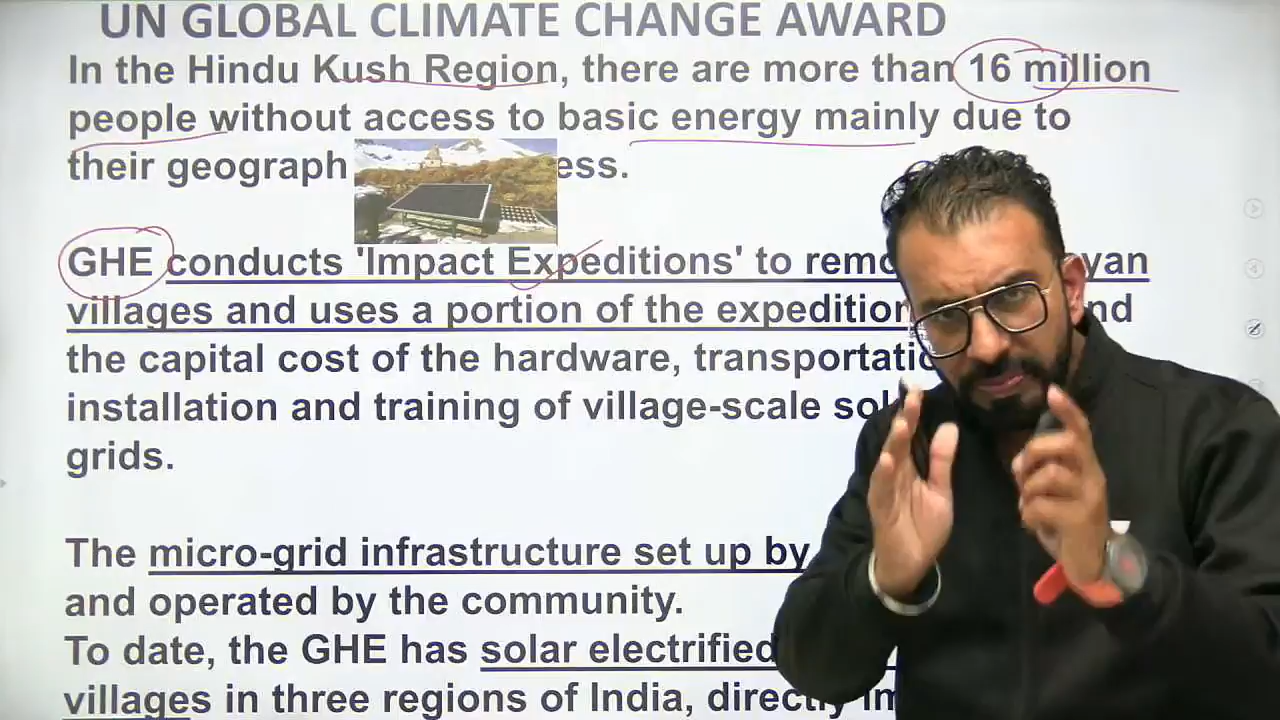 UN GLOBAL CLIMATE CHANGE AWARD
In the Hindu Kush Region, there are more than 16 million
people without access to basic energy mainly due to
their geograph ess.
GHE conducts 'Impact Expeditions' to remo yan
villages and uses a portion of the expedition nd
the capital cost of the hardware, transportatio
installation and training of village-scale sol
grids.
The micro-grid infrastructure set up by
and operated by the community.
To date, the GHE has solar electrified
villages in three regions of India, directly im